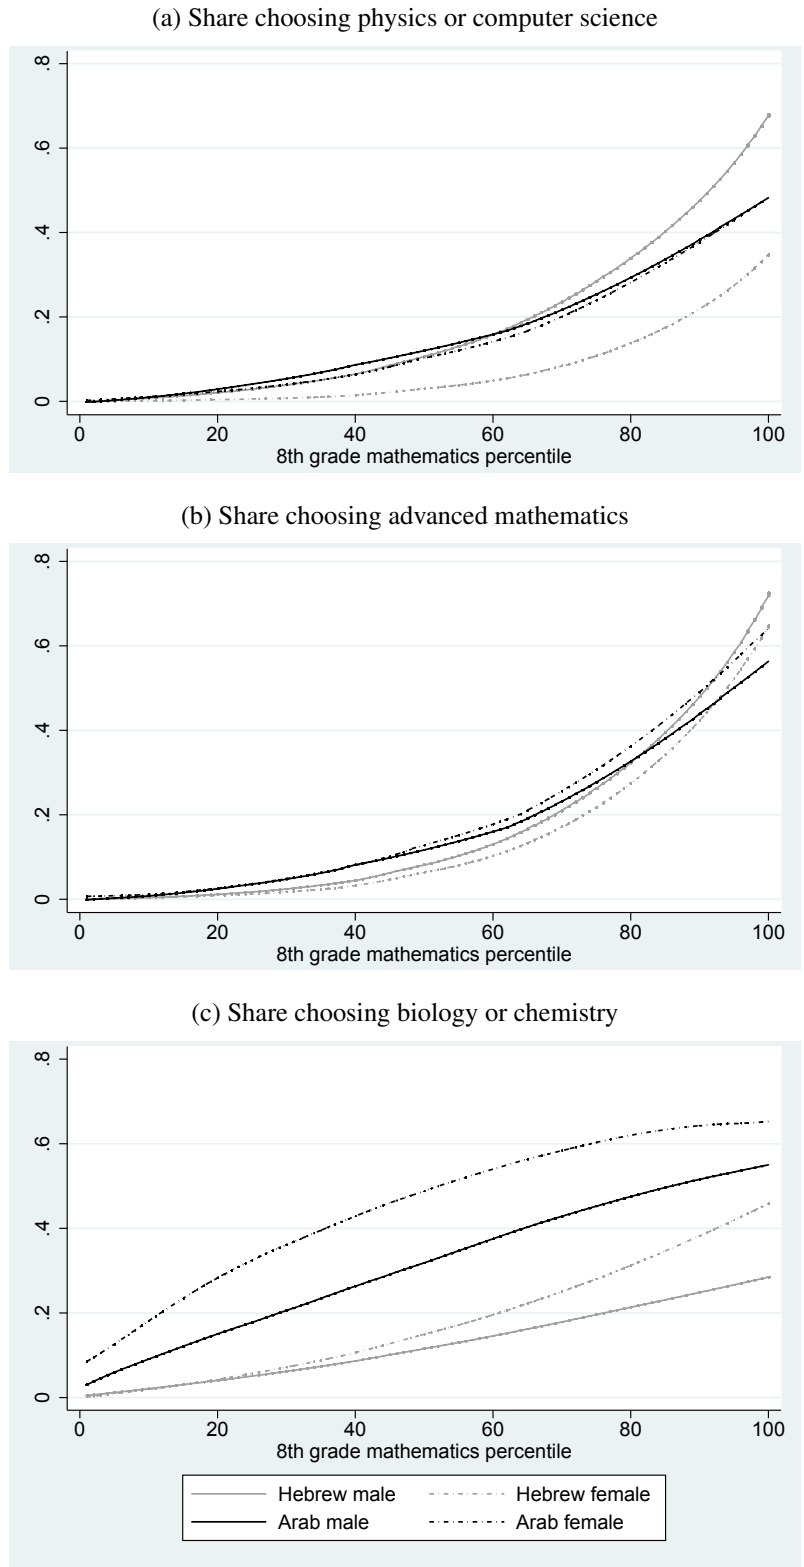 (a) Share choosing physics or computer science
.8
.6
.4
.2
0
0 20 40 60 80 100
8th grade mathematics percentile
(b) Share choosing advanced mathematics
.8
.6
.4
.2
0
0 20 40 60 80 100
8th grade mathematics percentile
(c) Share choosing biology or chemistry
.8
.6
.4
.2
0
0 20 40 60 80 100
8th grade mathematics percentile
Hebrew male Hebrew female
Arab male Arab female